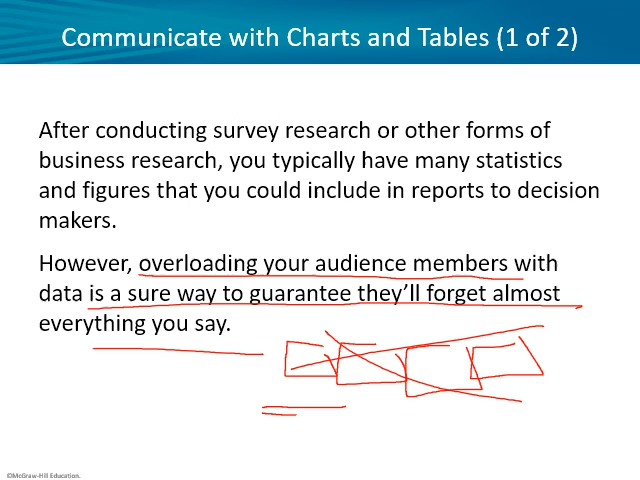 Communicate with Charts and Tables (1 of 2)
After conducting survey research or other forms of
business research, you typically have many statistics
and figures that you could include in reports to decision
makers.
However, overloading your audience members with
data is a sure way to guarantee they’ll forget almost
everything you say.
©McGraw-Hill Education.